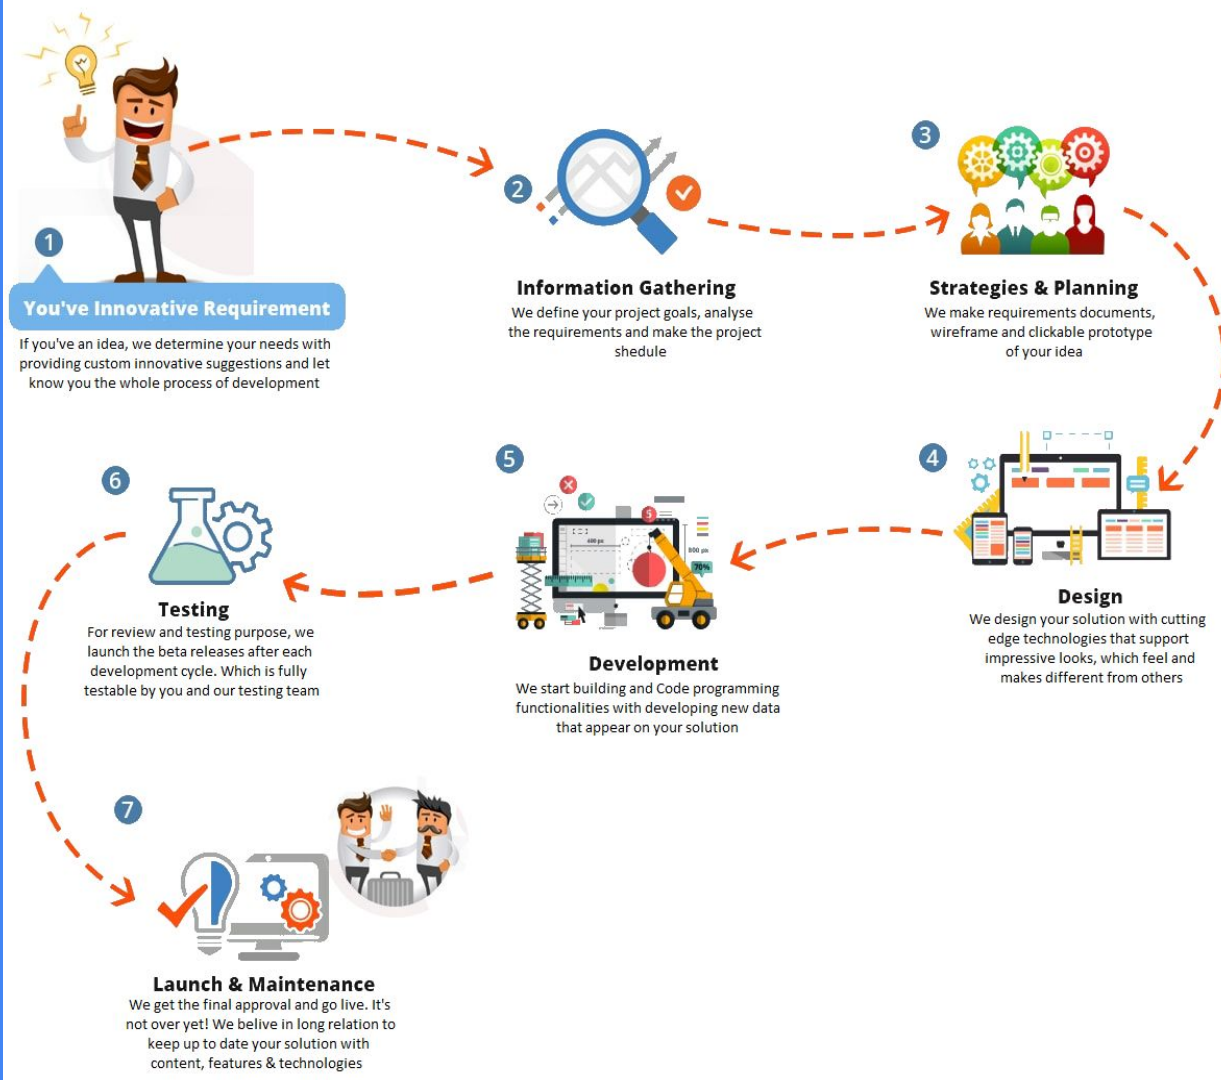 1
You've Innovative Requirement
If you've an idea, we determine your needs with
providing custom innovative suggestions and let
know you the whole process of development
2
Information Gathering
We define your project goals, analyse
the requirements and make the project
shedule
3
Strategies & Planning
We make requirements documents,
wireframe and clickable prototype
of your idea
4
Design
We design your solution with cutting
edge technologies that support
impressive looks, which feel and
makes different from others
5
$
400 px
800 px
70%
Development
We start building and Code programming
functionalities with developing new data
that appear on your solution
6
Testing
For review and testing purpose, we
launch the beta releases after each
development cycle. Which is fully
testable by you and our testing team
7
Launch & Maintenance
We get the final approval and go live. It's
not over yet! We belive in long relation to
keep up to date your solution with
content, features & technologies